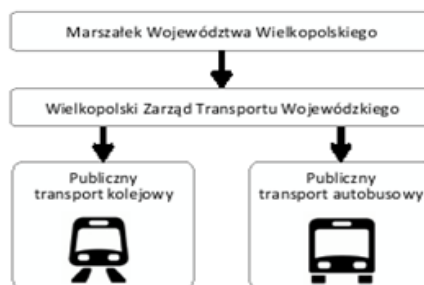 Marszałek Województwa Wielkopolskiego
Wielkopolski Zarząd Transportu Wojewódzkiego
Publiczny
transport kolejowy
Publiczny
transport autobusowy